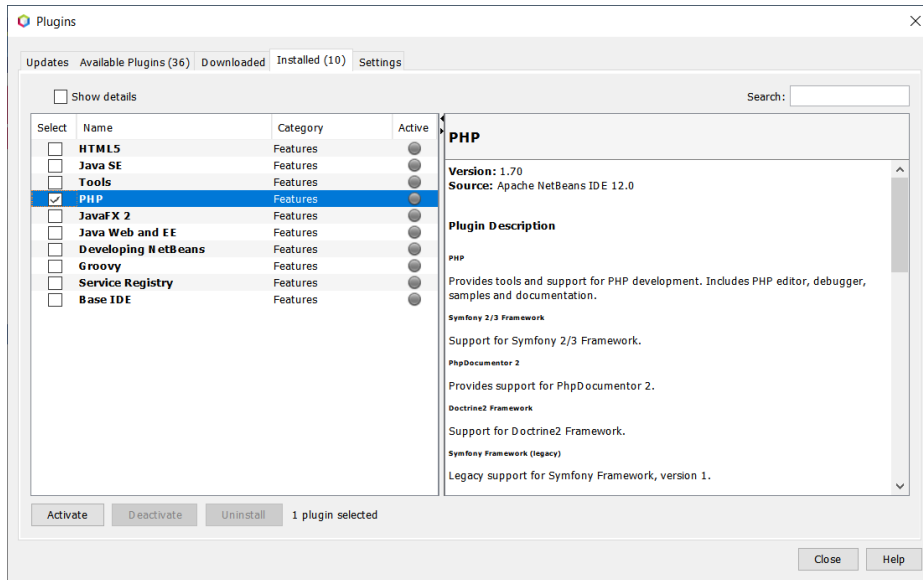 Plugins
Updates Available Plugins (36) Downloaded Installed (10) Settings
Show details Search:
Select Name Category Active
HTML5 Features
Java SE Features
Tools Features
PHP Features
JavaFX 2 Features
Java Web and EE Features
Developing NetBeans Features
Groovy Features
Service Registry Features
Base IDE Features
PHP
Version: 1.70
Source: Apache NetBeans IDE 12.0
Plugin Description
PHP
Provides tools and support for PHP development. Includes PHP editor, debugger,
samples and documentation.
Symfony 2/3 Framework
Support for Symfony 2/3 Framework.
PhpDocumentor 2
Provides support for PhpDocumentor 2.
Doctrine2 Framework
Support for Doctrine2 Framework.
Symfony Framework (legacy)
Legacy support for Symfony Framework, version 1.
Activate Deactivate Uninstall 1 plugin selected
Close Help